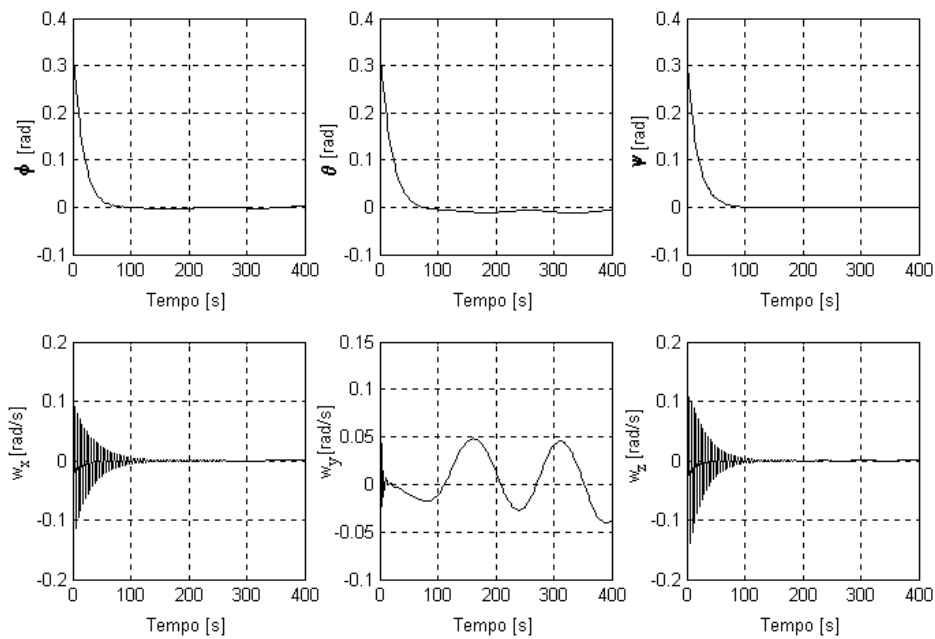 0.4 0.4 0.4
0.3 0.3 0.3
0.2 0.2 0.2
0.1 0.1 0.1
0 0 0
-0.1 -0.1 -0.1
ϕ [rad] θ [rad] ψ [rad]
0 100 200 300 400 0 100 200 300 400 0 100 200 300 400
Tempo [s] Tempo [s] Tempo [s]
0.2 0.15 0.2
0.1 0.1 0.1
0.05
0 0 0
-0.05
-0.1 -0.1
-0.2 -0.1 -0.2
wx [rad/s] wy [rad/s] wz [rad/s]
0 100 200 300 400 0 100 200 300 400 0 100 200 300 400
Tempo [s] Tempo [s] Tempo [s]